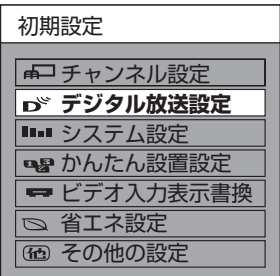 初期設定
チャンネル設定
デジタル放送設定
システム設定
かんたん設置設定
ビデオ入力表示書換
省エネ設定
他 その他の設定